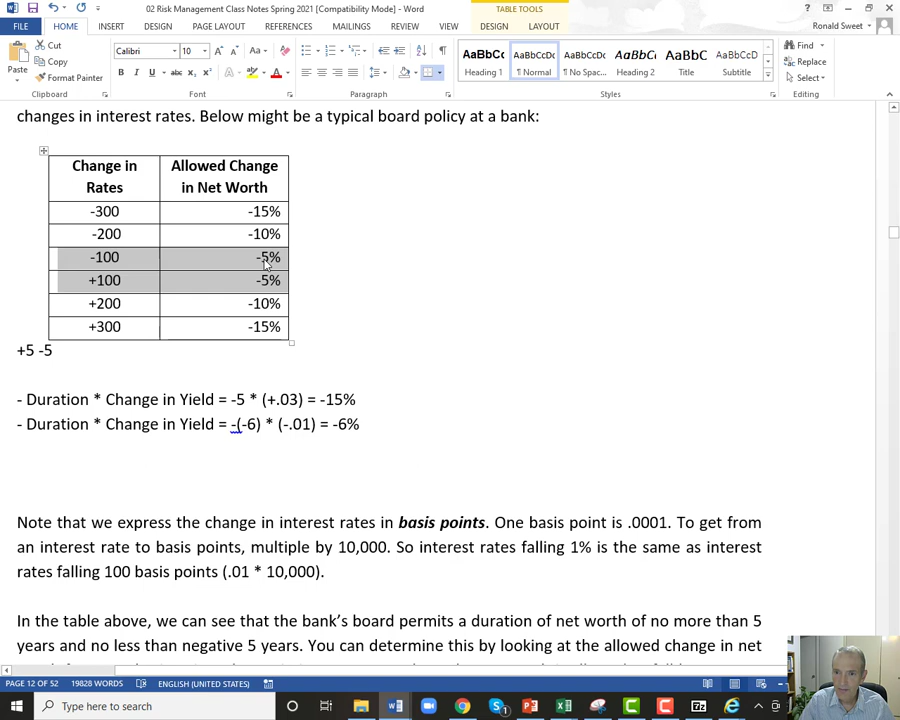 02 Risk Management Class Notes Spring 2021 [Compatibility Mode] - Word
TABLE TOOLS
FILE HOME INSERT DESIGN PAGE LAYOUT REFERENCES MAILINGS REVIEW VIEW DESIGN LAYOUT Ronald Sweet
Paste Cut Copy Format Painter
Clipboard
Calibri 10
Font
Paragraph
AaBbCc AaBbCcDc AaBbCcDc AaBbCc AaBbC AaBbCcDc
Heading 1 ¶ Normal ¶ No Spac... Heading 2 Title Subtitle
Styles
Find
Replace
Select
Editing
changes in interest rates. Below might be a typical board policy at a bank:
Change in Rates Allowed Change in Net Worth
-300 -15%
-200 -10%
-100 -5%
+100 -5%
+200 -10%
+300 -15%
+5 -5
- Duration * Change in Yield = -5 * (+.03) = -15%
- Duration * Change in Yield = -(-6) * (-.01) = -6%
Note that we express the change in interest rates in basis points. One basis point is .0001. To get from
an interest rate to basis points, multiple by 10,000. So interest rates falling 1% is the same as interest
rates falling 100 basis points (.01 * 10,000).
In the table above, we can see that the bank's board permits a duration of net worth of no more than 5
years and no less than negative 5 years. You can determine this by looking at the allowed change in net
PAGE 12 OF 52 19828 WORDS ENGLISH (UNITED STATES)
Type here to search